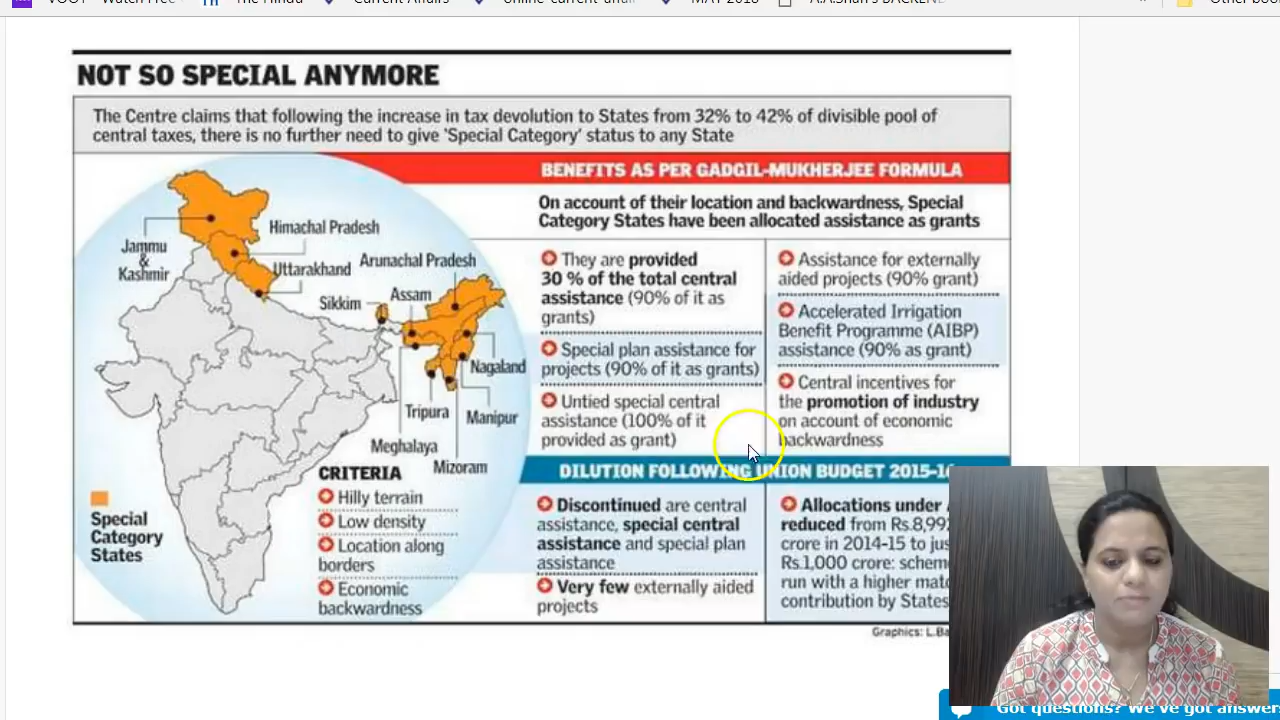 The Hindu
Current Affairs
MAY 2018
NOT SO SPECIAL ANYMORE
The Centre claims that following the increase in tax devolution to States from 32% to 42% of divisible pool of
central taxes, there is no further need to give 'Special Category' status to any State
BENEFITS AS PER GADGIL-MUKHERJEE FORMULA
On account of their location and backwardness, Special
Category States have been allocated assistance as grants
They are provided
30 % of the total central
assistance (90% of it as
grants)
Special plan assistance for
projects (90% of it as grants)
Untied special central
assistance (100% of it
provided as grant)
Assistance for externally
aided projects (90% grant)
Accelerated Irrigation
Benefit Programme (AIBP)
assistance (90% as grant)
Central incentives for
the promotion of industry
on account of economic
backwardness
Jammu
&
Kashmir
Himachal Pradesh
Uttarakhand
Arunachal Pradesh
Sikkim
Assam
Nagaland
Tripura
Manipur
Meghalaya
Mizoram
Special
Category
States
CRITERIA
Hilly terrain
Low density
Location along
borders
Economic
backwardness
DILUTION FOLLOWING UNION BUDGET 2015-16
Discontinued are central
assistance, special central
assistance and special plan
assistance
Very few externally aided
projects
Allocations under
reduced from Rs.8,992
crore in 2014-15 to
Rs.1,000 crore:
run with a higher
contribution by States
Graphics:
Got questions? We've got